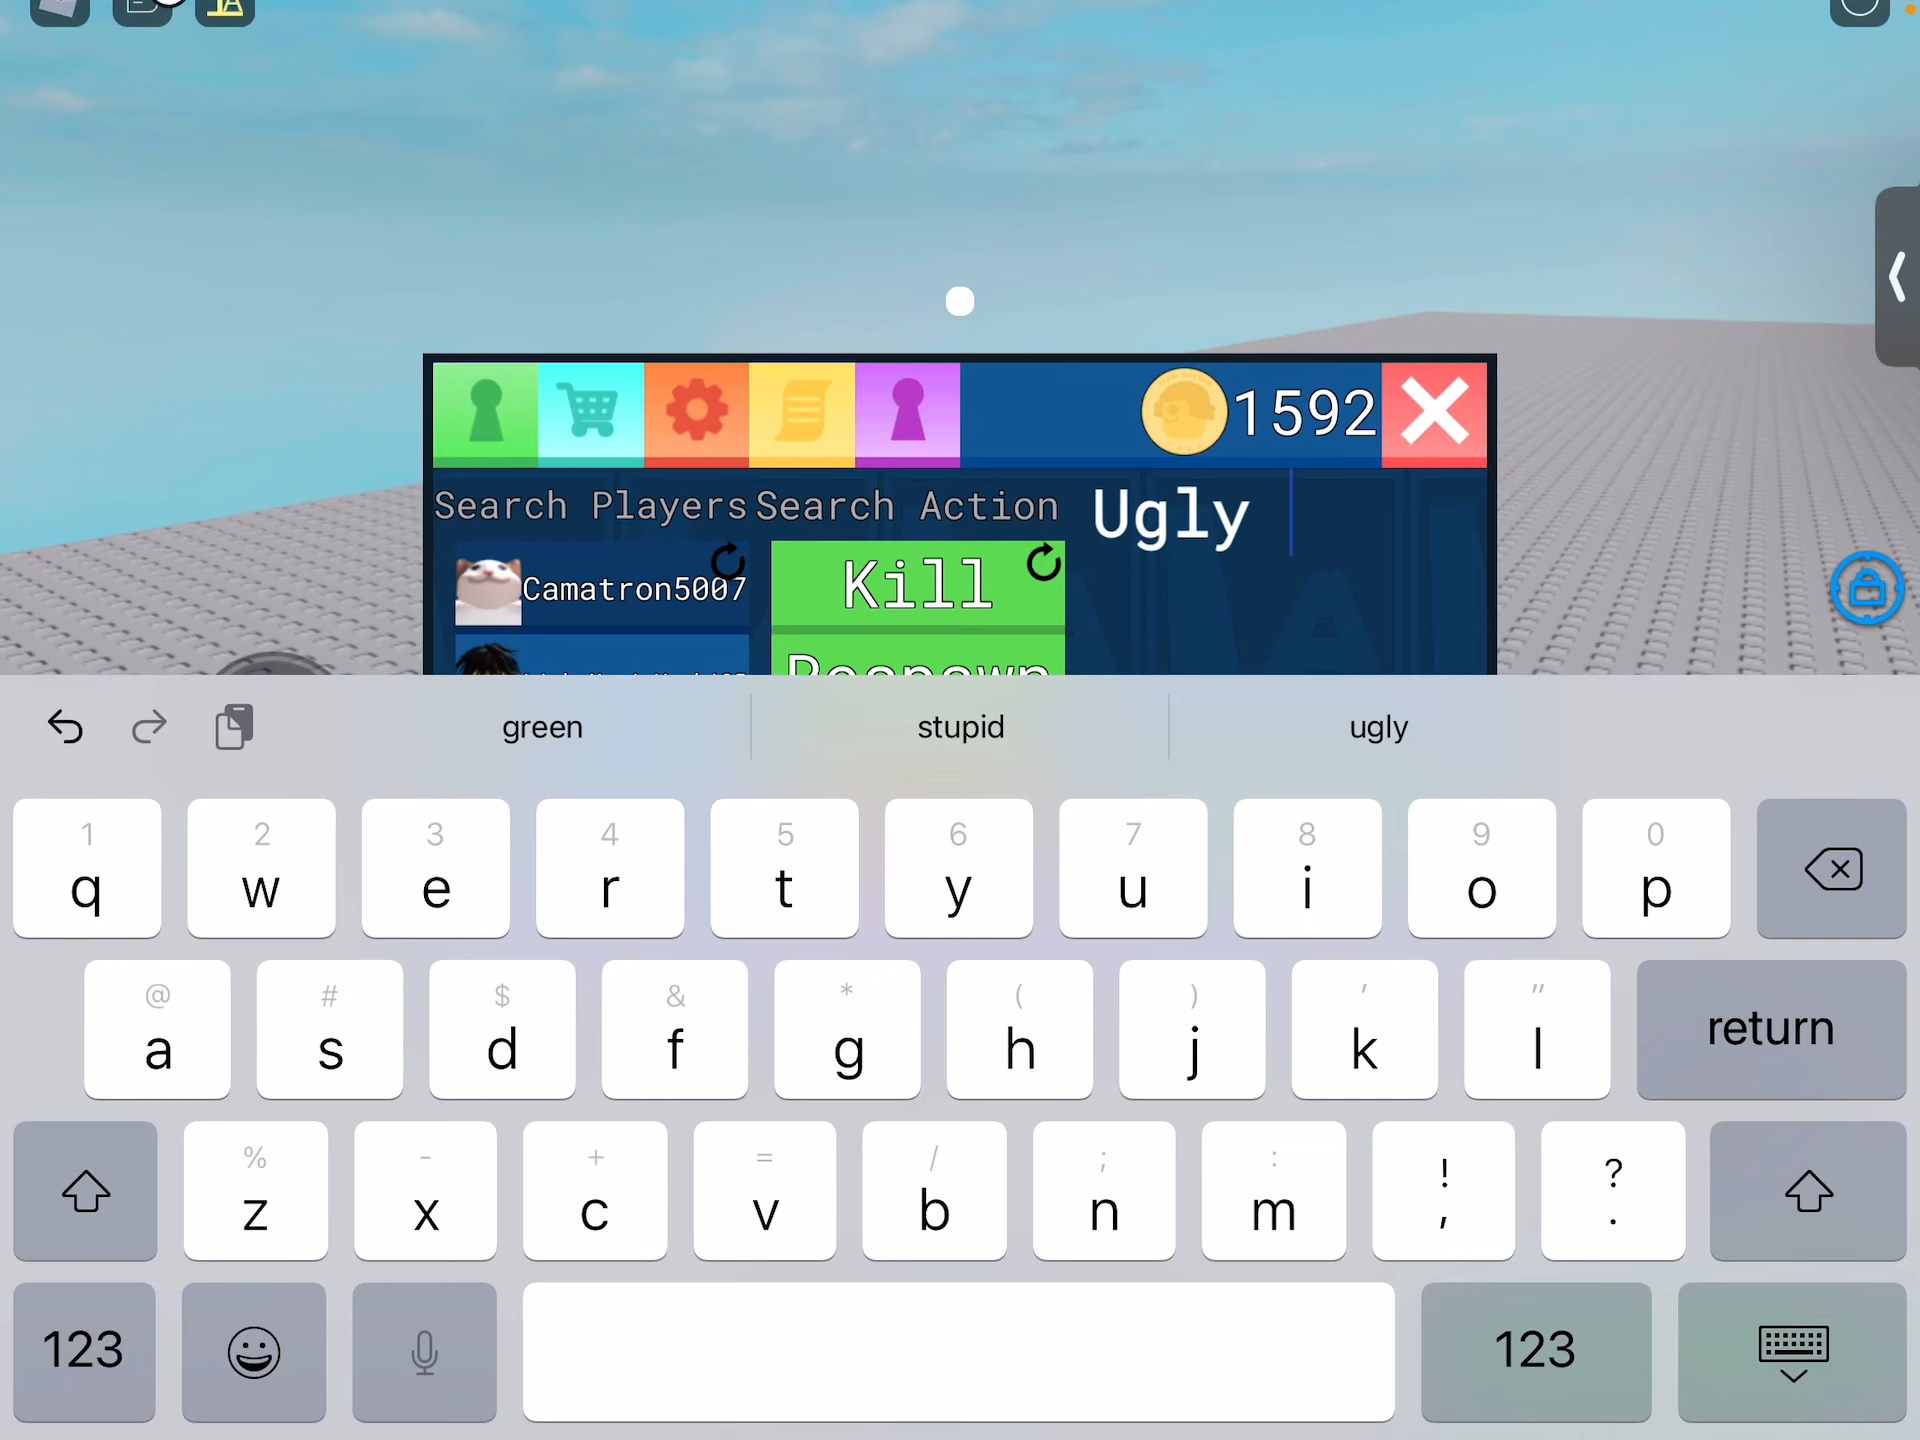 1592
Search Players Search Action Ugly
Camatron5007 Kill
Respawn
green stupid ugly
1 2 3 4 5 6 7 8 9 0
q w e r t y u i o p
@ # $ & * ( ) ' "
a s d f g h j k l return
% - + = / ; : ! ?
z x c v b n m , .
123 123